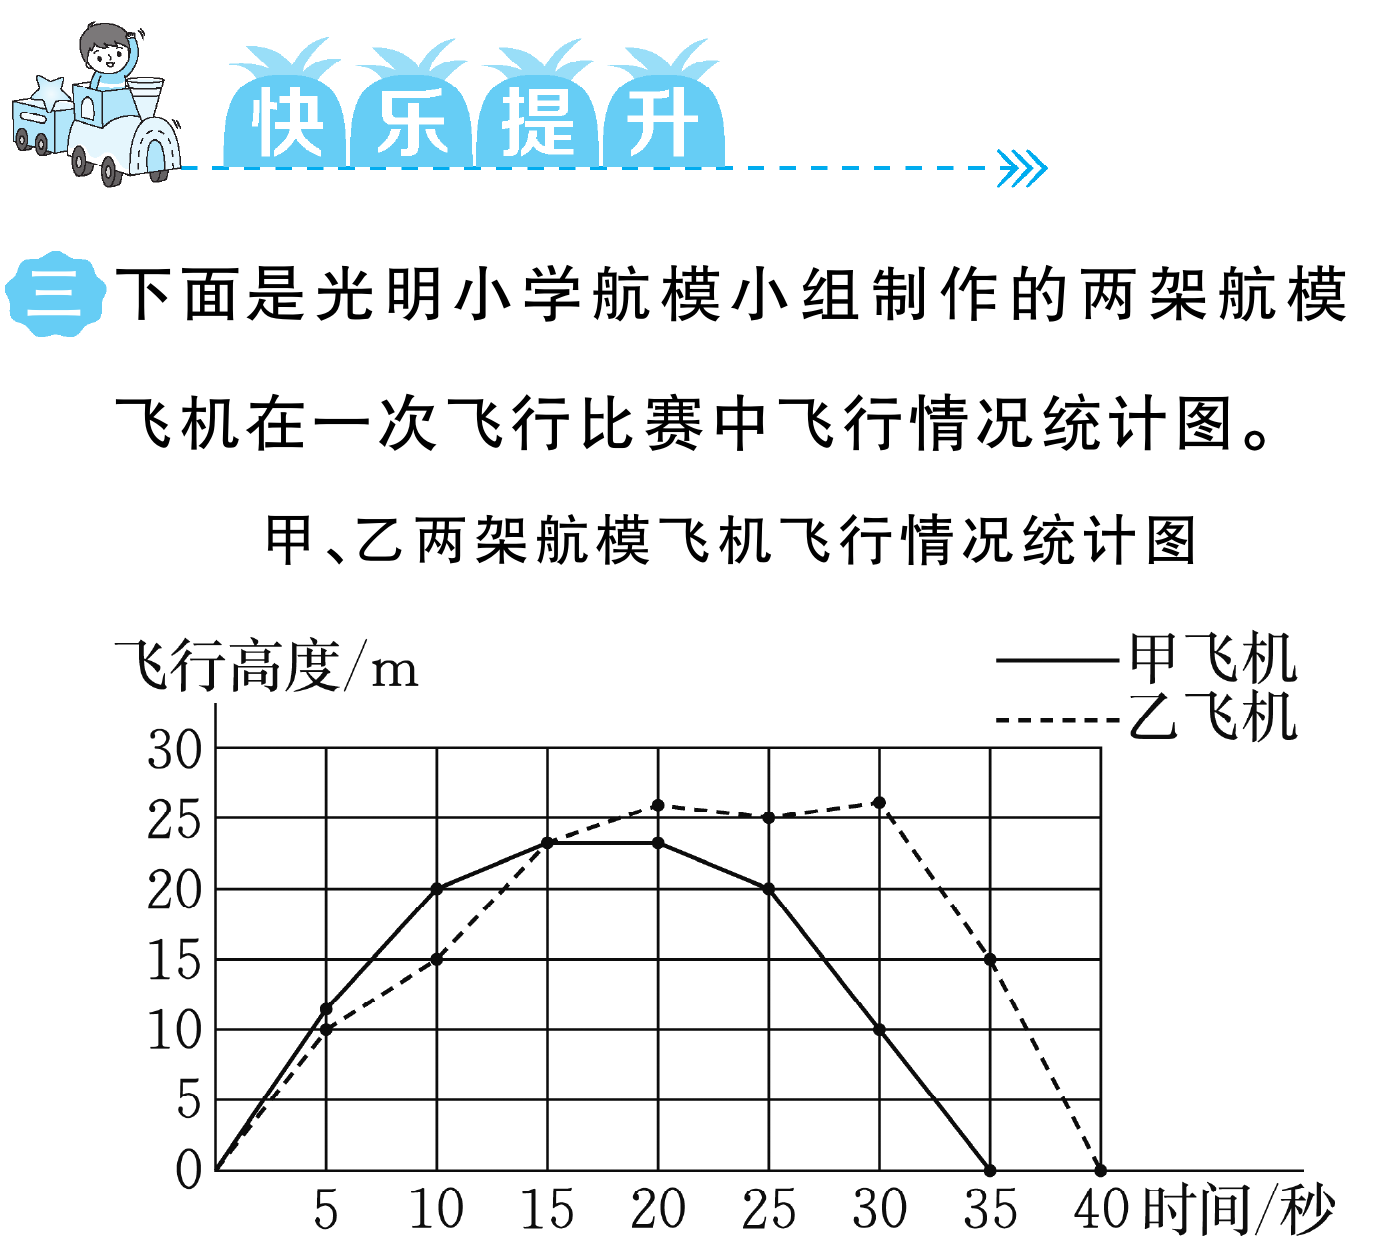 快乐提升
三 下面是光明小学航模小组制作的两架航模
飞机在一次飞行比赛中飞行情况统计图。
甲、乙两架航模飞机飞行情况统计图
飞行高度/m
甲飞机
乙飞机
30
25
20
15
10
5
0
5 10 15 20 25 30 35 40 时间/秒